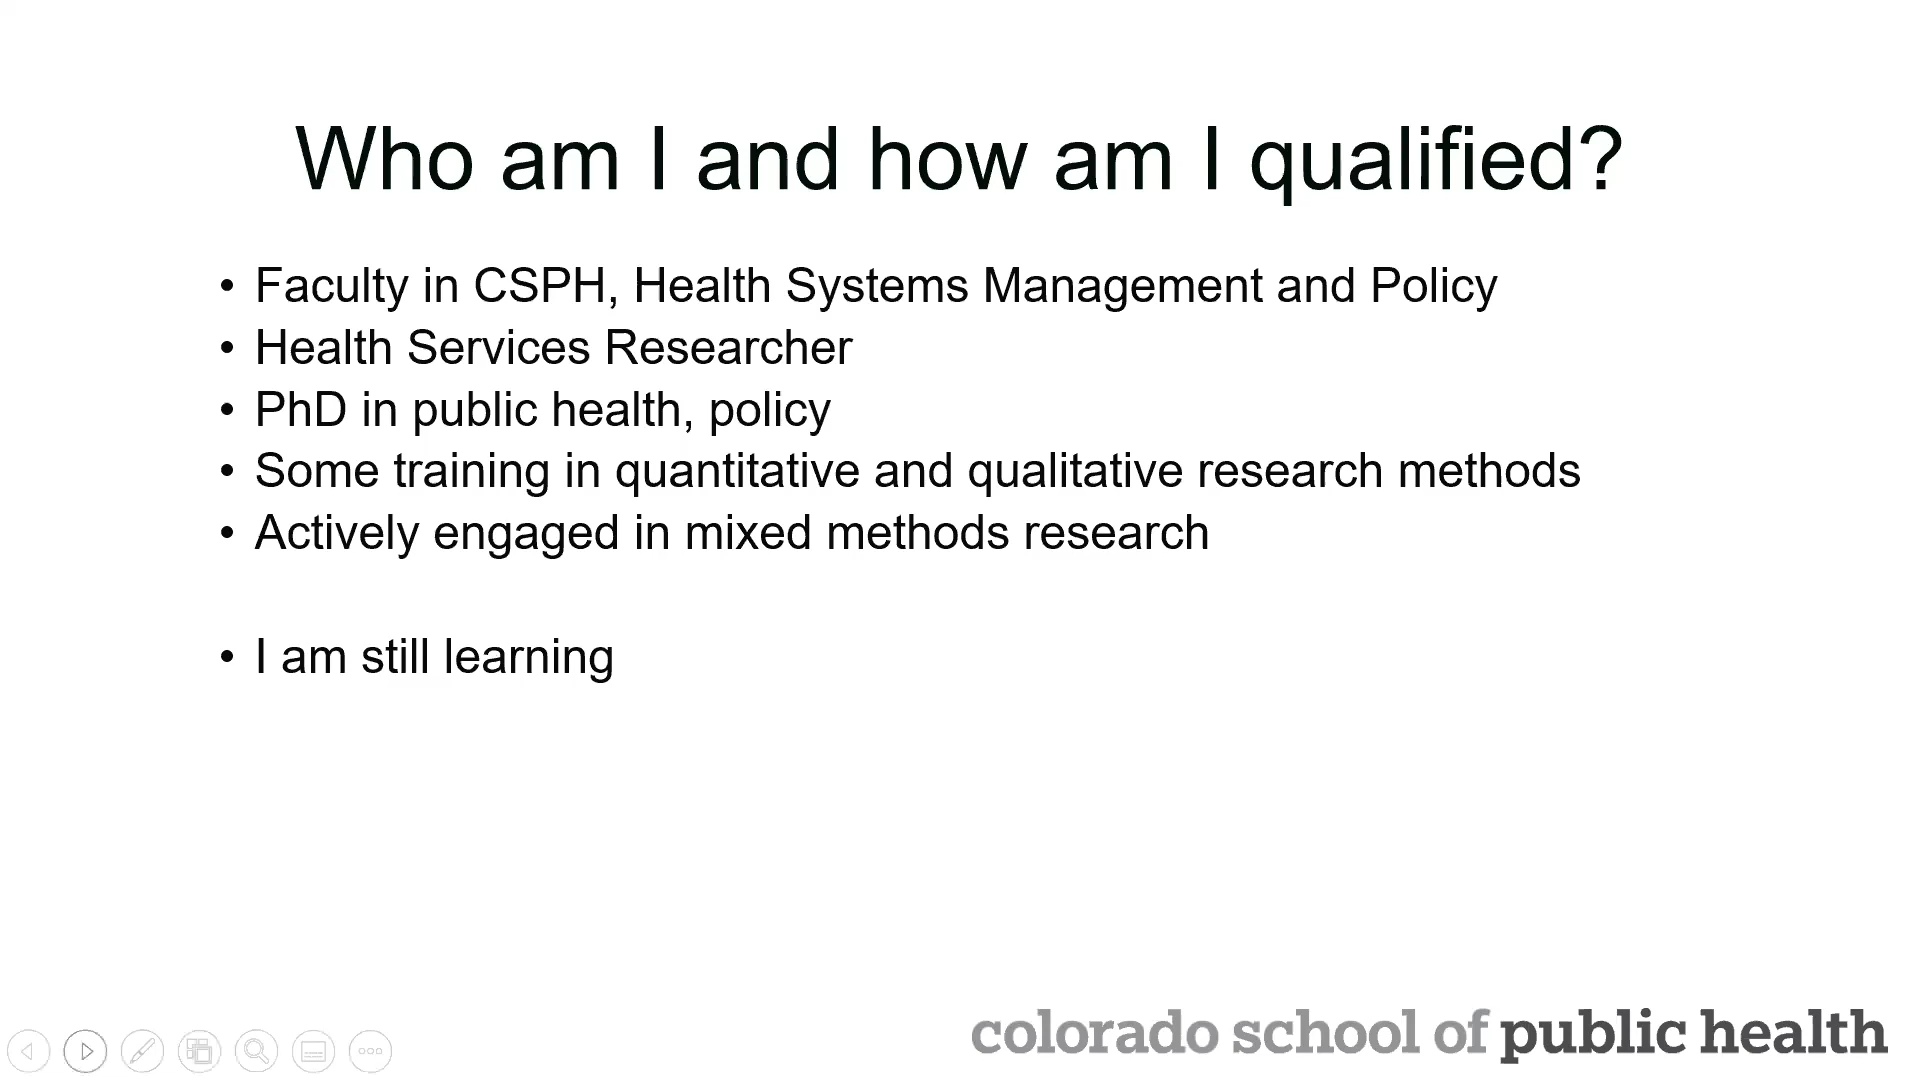 Who am I and how am I qualified?
• Faculty in CSPH, Health Systems Management and Policy
• Health Services Researcher
• PhD in public health, policy
• Some training in quantitative and qualitative research methods
• Actively engaged in mixed methods research
• I am still learning
colorado school of public health